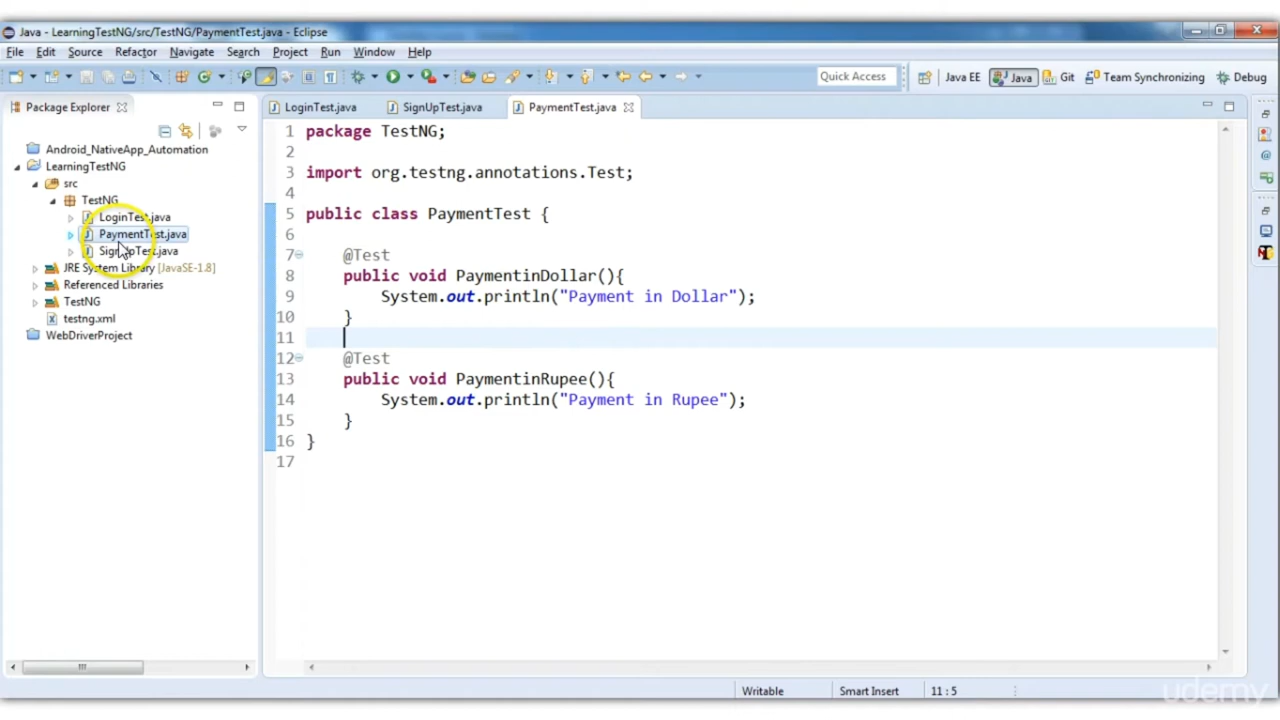 Java - LearningTestNG/src/TestNG/PaymentTest.java - Eclipse
File Edit Source Refactor Navigate Search Project Run Window Help
Quick Access Java EE Java Git Team Synchronizing Debug
Package Explorer
LoginTest.java SignUpTest.java PaymentTest.java
Android_NativeApp_Automation
LearningTestNG
src
TestNG
LoginTest.java
PaymentTest.java
SignUpTest.java
JRE System Library [JavaSE-1.8]
Referenced Libraries
TestNG
testng.xml
WebDriverProject
1 package TestNG;
2
3 import org.testng.annotations.Test;
4
5 public class PaymentTest {
6
7 @Test
8 public void PaymentinDollar(){
9 System.out.println("Payment in Dollar");
10 }
11
12 @Test
13 public void PaymentinRupee(){
14 System.out.println("Payment in Rupee");
15 }
16 }
17
Writable Smart Insert 11 : 5
udemy